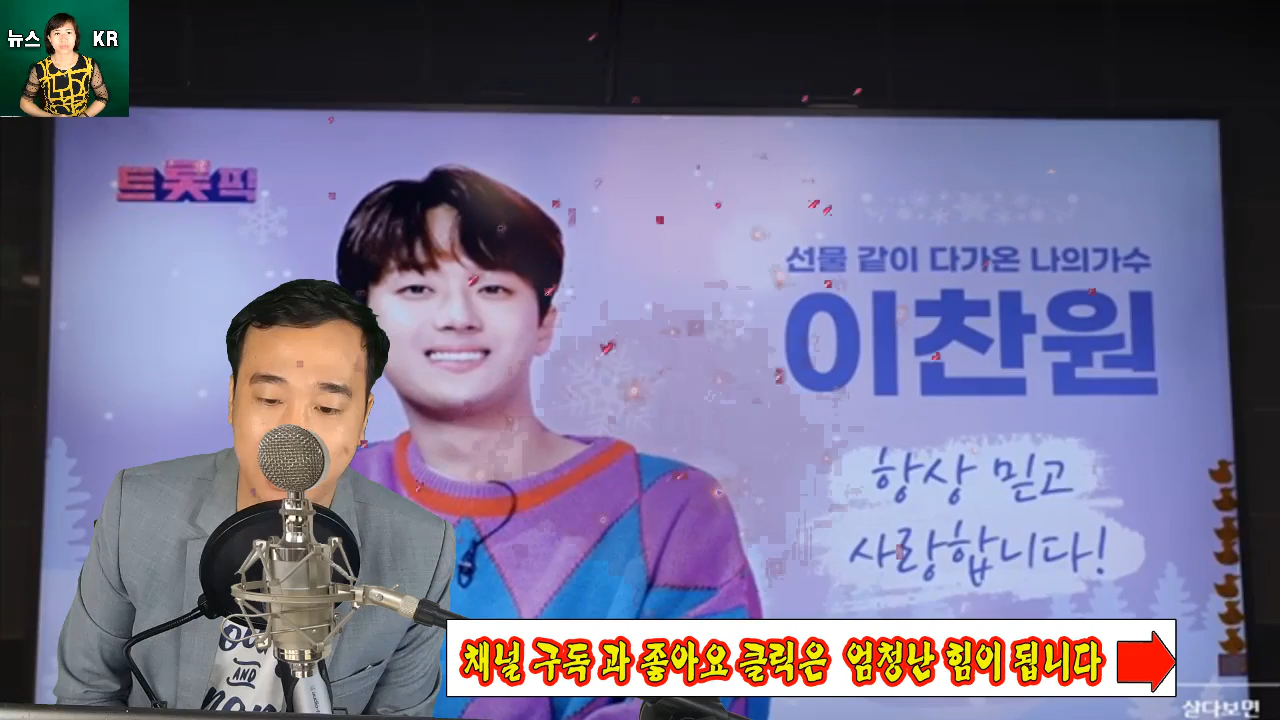 뉴스 KR
트롯픽
선물 같이 다가온 나의가수
이찬원
항상 믿고
사랑합니다!
AND
채널 구독 과 좋아요 클릭은 엄청난 힘이 됩니다
살다보면